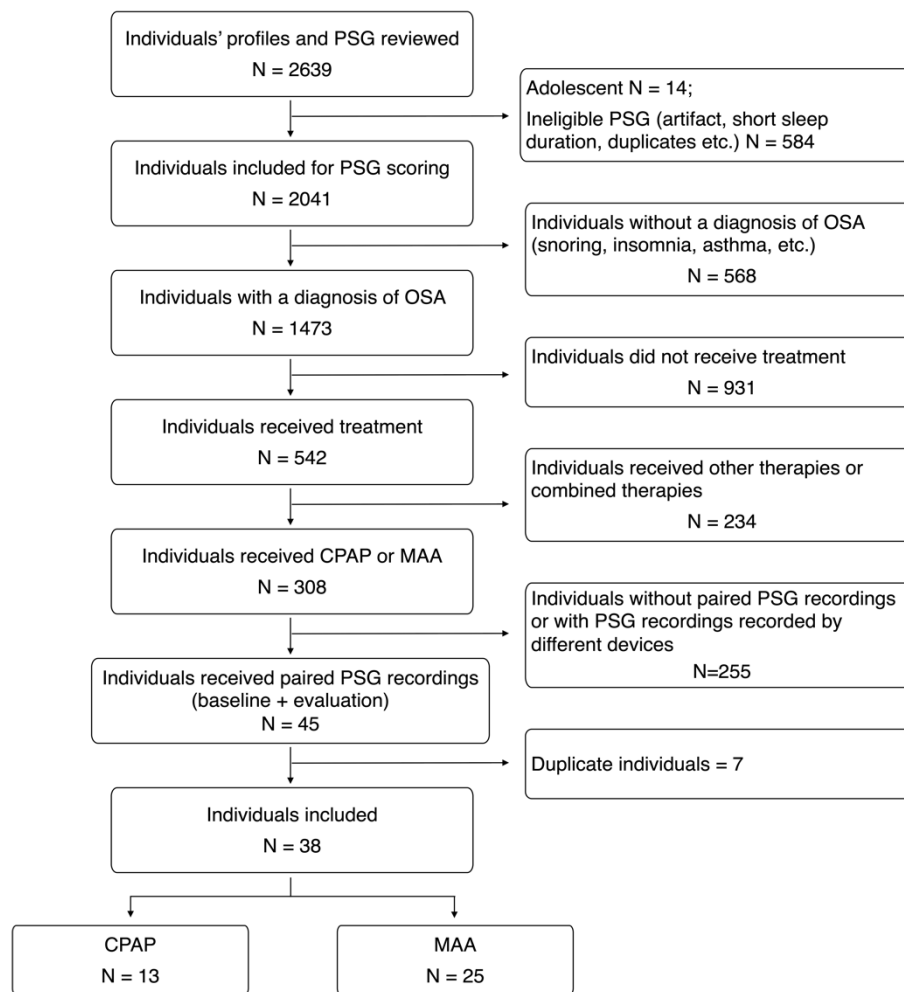 Individuals' profiles and PSG reviewed
N = 2639
Adolescent N = 14;
Ineligible PSG (artifact, short sleep
duration, duplicates etc.) N = 584
Individuals included for PSG scoring
N = 2041
Individuals without a diagnosis of OSA
(snoring, insomnia, asthma, etc.)
N = 568
Individuals with a diagnosis of OSA
N = 1473
Individuals did not receive treatment
N = 931
Individuals received treatment
N = 542
Individuals received other therapies or
combined therapies
N = 234
Individuals received CPAP or MAA
N = 308
Individuals without paired PSG recordings
or with PSG recordings recorded by
different devices
N=255
Individuals received paired PSG recordings
(baseline + evaluation)
N = 45
Duplicate individuals = 7
Individuals included
N = 38
CPAP
N = 13
MAA
N = 25